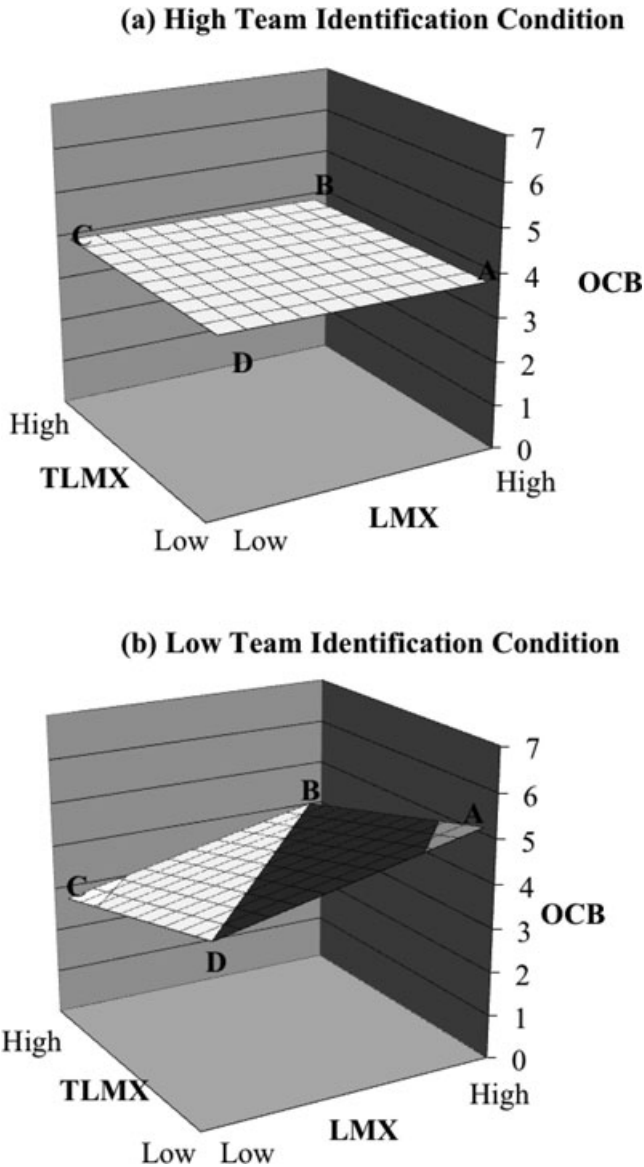 (a) High Team Identification Condition
7
B
6
C
5
A
4
OCB
3
D
2
1
High
0
TLMX
High
LMX
Low Low
(b) Low Team Identification Condition
7
6
B
A
5
C
4
OCB
3
D
2
1
High
0
TLMX
High
LMX
Low Low